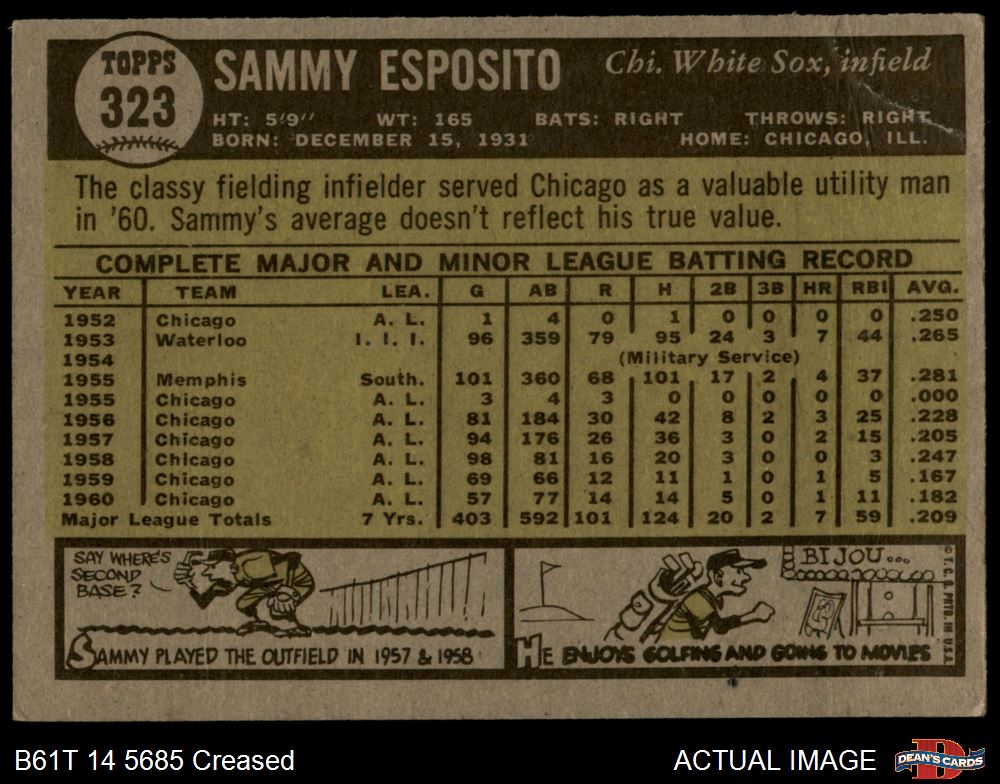 TOPPS
323
SAMMY ESPOSITO
Chi. White Sox, infield
HT: 5'9" WT: 165 BATS: RIGHT THROWS: RIGHT
BORN: DECEMBER 15, 1931 HOME: CHICAGO, ILL.
The classy fielding infielder served Chicago as a valuable utility man
in '60. Sammy's average doesn't reflect his true value.
COMPLETE MAJOR AND MINOR LEAGUE BATTING RECORD
YEAR TEAM LEA. G AB R H 2B 3B HR RBI AVG.
1952 Chicago A. L. 1 4 0 1 0 0 0 0 .250
1953 Waterloo I. I. I. 96 359 79 95 24 3 7 44 .265
1954 (Military Service)
1955 Memphis South. 101 360 68 101 17 2 4 37 .281
1955 Chicago A. L. 3 4 3 0 0 0 0 0 .000
1956 Chicago A. L. 81 184 30 42 8 2 3 25 .228
1957 Chicago A. L. 94 176 26 36 3 0 2 15 .205
1958 Chicago A. L. 98 81 16 20 3 0 0 3 .247
1959 Chicago A. L. 69 66 12 11 1 0 1 5 .167
1960 Chicago A. L. 57 77 14 14 5 0 1 11 .182
Major League Totals 7 Yrs. 403 592 101 124 20 2 7 59 .209
SAY WHERE'S
SECOND
BASE?
SAMMY PLAYED THE OUTFIELD IN 1957 & 1958
BIJOU...
HE ENJOYS GOLFING AND GOING TO MOVIES
© T. C. G. PRTD. IN U.S.A.
B61T 14 5685 Creased
ACTUAL IMAGE
DEAN'S CARDS